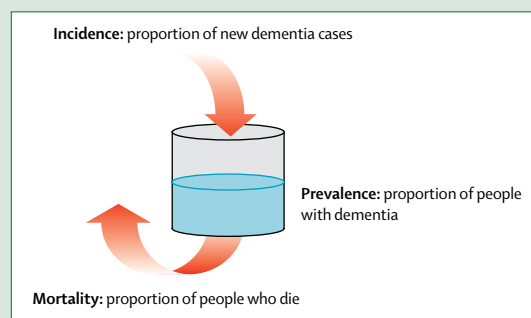 Incidence: proportion of new dementia cases
Prevalence: proportion of people
with dementia
Mortality: proportion of people who die